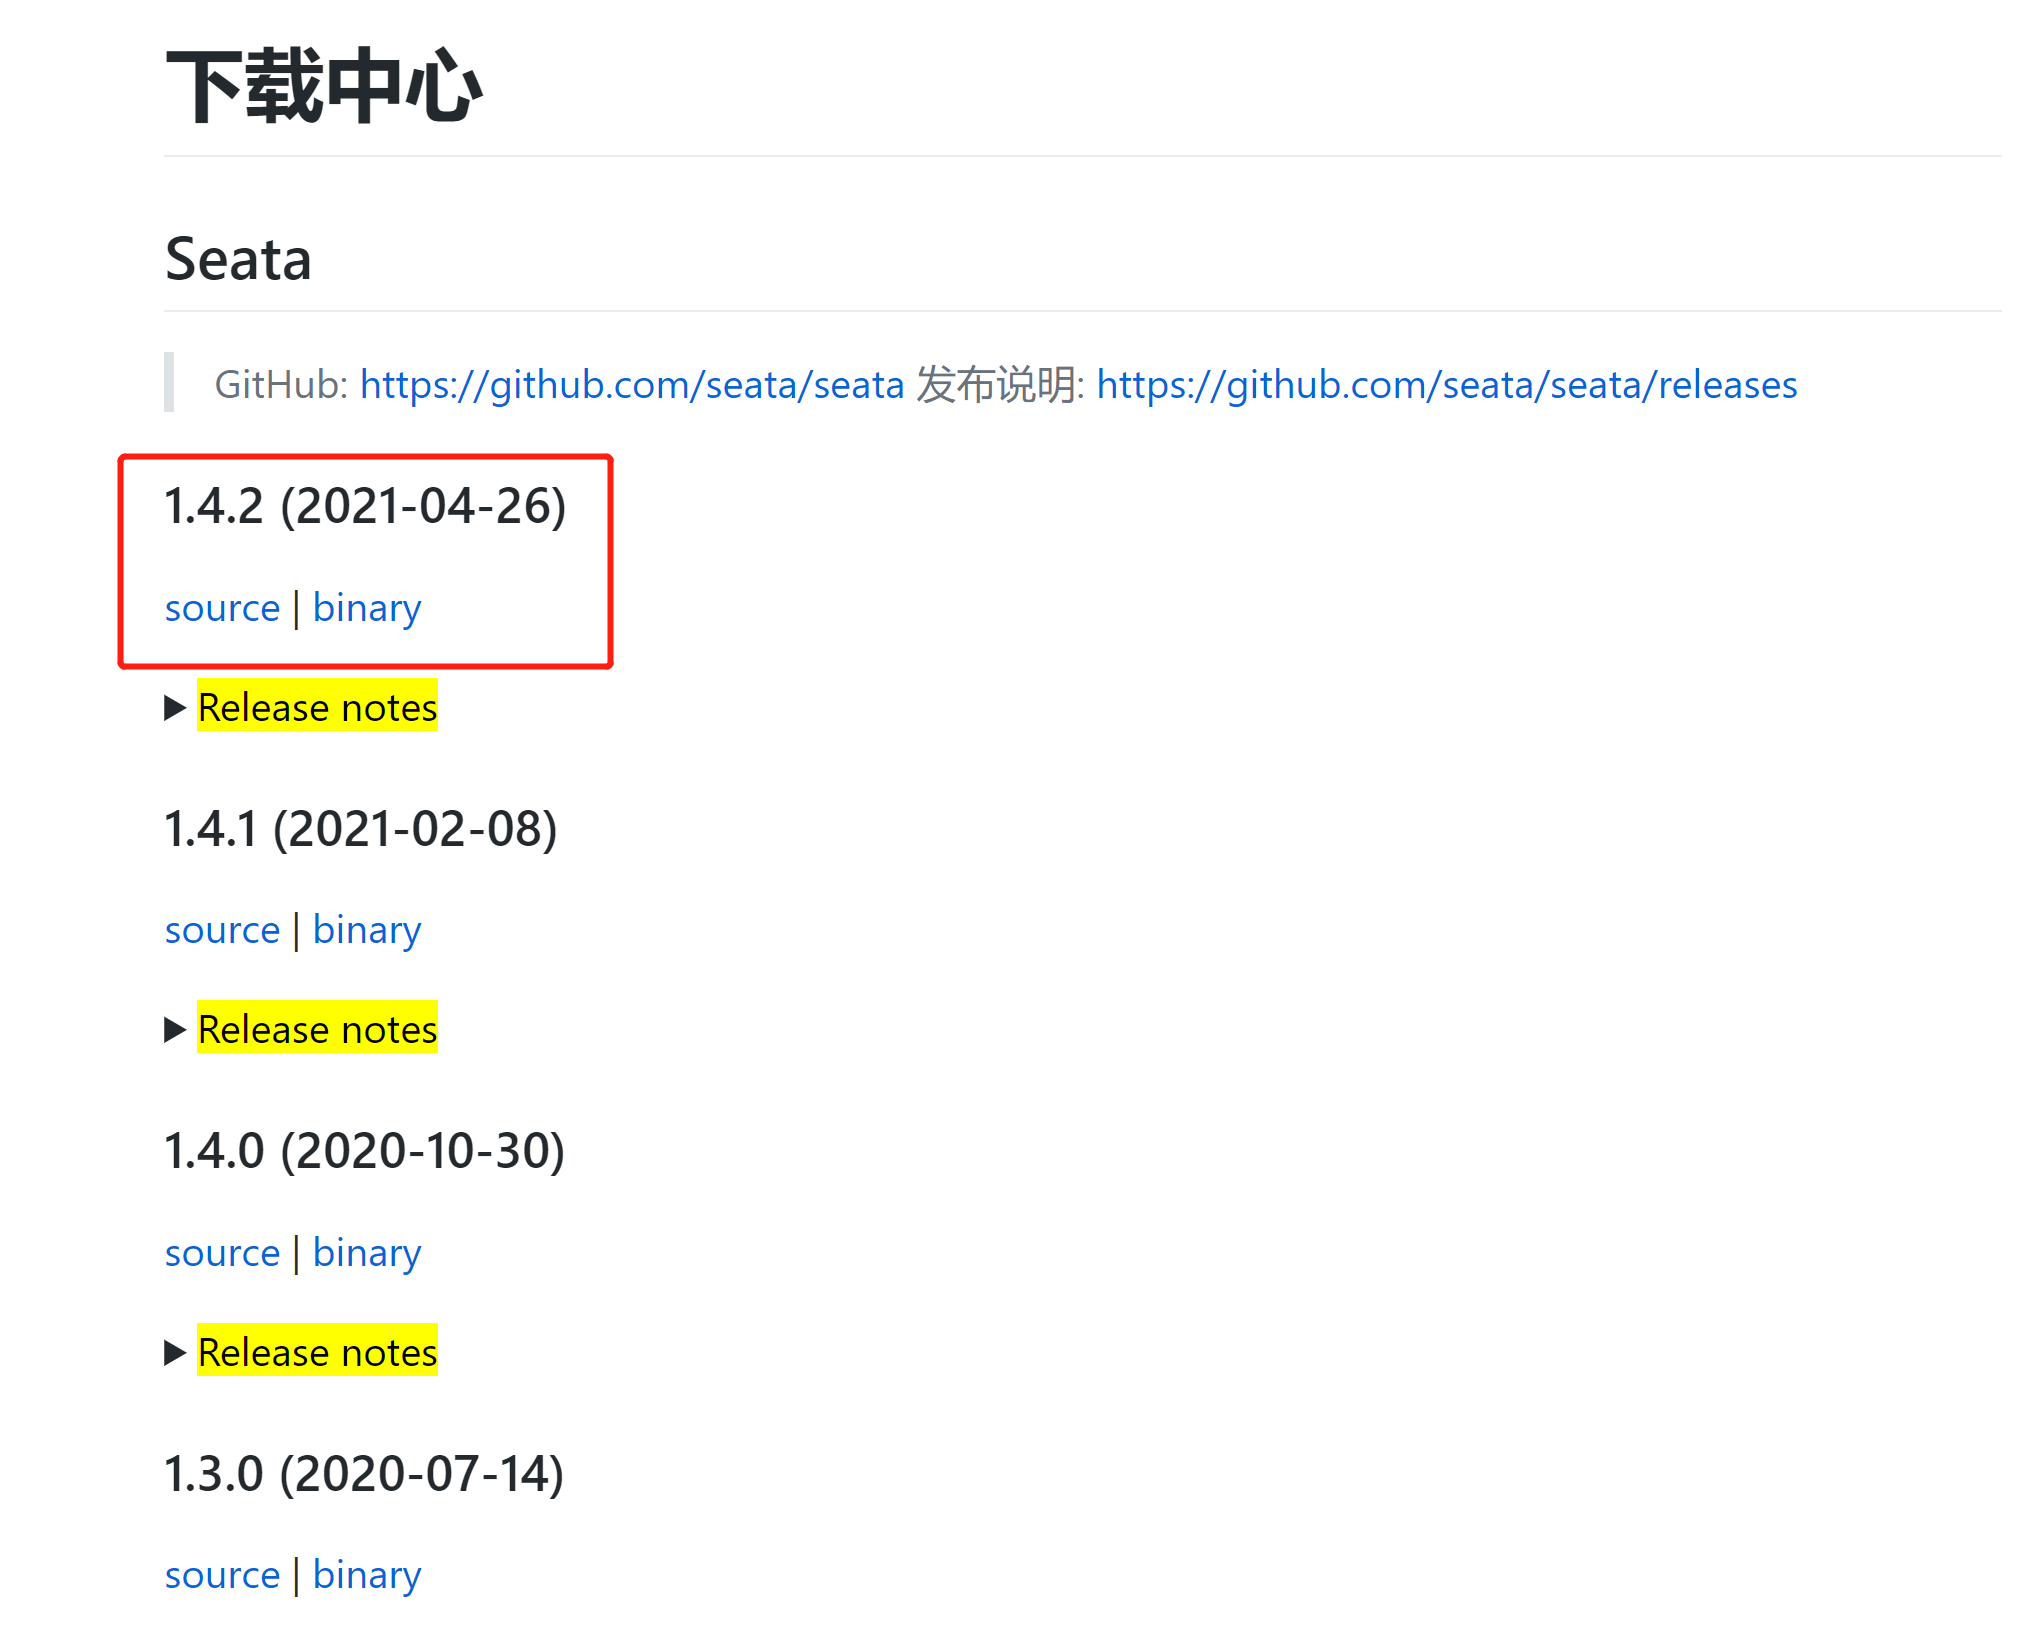 下载中心
Seata
GitHub: https://github.com/seata/seata 发布说明: https://github.com/seata/seata/releases
1.4.2 (2021-04-26)
source | binary
Release notes
1.4.1 (2021-02-08)
source | binary
Release notes
1.4.0 (2020-10-30)
source | binary
Release notes
1.3.0 (2020-07-14)
source | binary